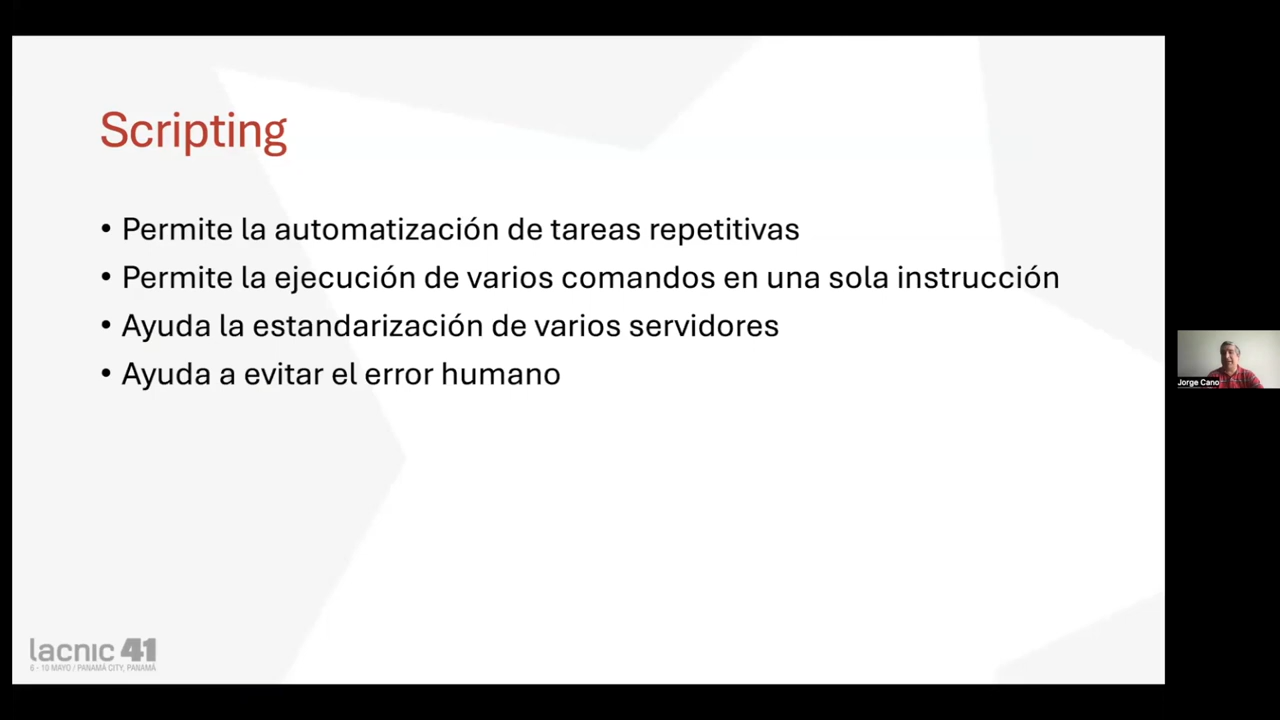 Scripting
• Permite la automatización de tareas repetitivas
• Permite la ejecución de varios comandos en una sola instrucción
• Ayuda la estandarización de varios servidores
• Ayuda a evitar el error humano
Jorge Cano
lacnic 41
6 - 10 MAYO / PANAMÁ CITY, PANAMÁ